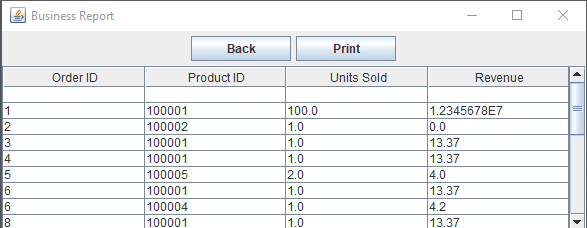 Business Report
Back Print
Order ID Product ID Units Sold Revenue
1 100001 100.0 1.2345678E7
2 100002 1.0 0.0
3 100001 1.0 13.37
4 100001 1.0 13.37
5 100005 2.0 4.0
6 100001 1.0 13.37
6 100004 1.0 4.2
8 100001 1.0 13.37